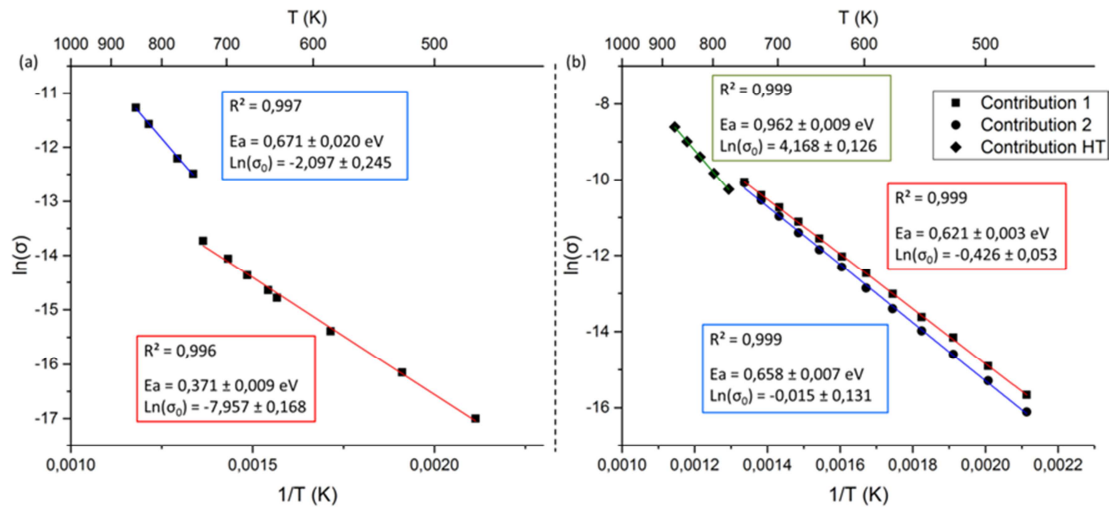 (a)
T (K)
1000 900 800 700 600 500
R² = 0,997
Ea = 0,671 ± 0,020 eV
Ln(σ₀) = -2,097 ± 0,245
R² = 0,996
Ea = 0,371 ± 0,009 eV
Ln(σ₀) = -7,957 ± 0,168
ln(σ)
-11
-12
-13
-14
-15
-16
-17
0,0010 0,0015 0,0020
1/T (K)
(b)
T (K)
1000 900 800 700 600 500
R² = 0,999
Ea = 0,962 ± 0,009 eV
Ln(σ₀) = 4,168 ± 0,126
Contribution 1
Contribution 2
Contribution HT
R² = 0,999
Ea = 0,621 ± 0,003 eV
Ln(σ₀) = -0,426 ± 0,053
R² = 0,999
Ea = 0,658 ± 0,007 eV
Ln(σ₀) = -0,015 ± 0,131
ln(σ)
-8
-10
-12
-14
-16
0,0010 0,0012 0,0014 0,0016 0,0018 0,0020 0,0022
1/T (K)